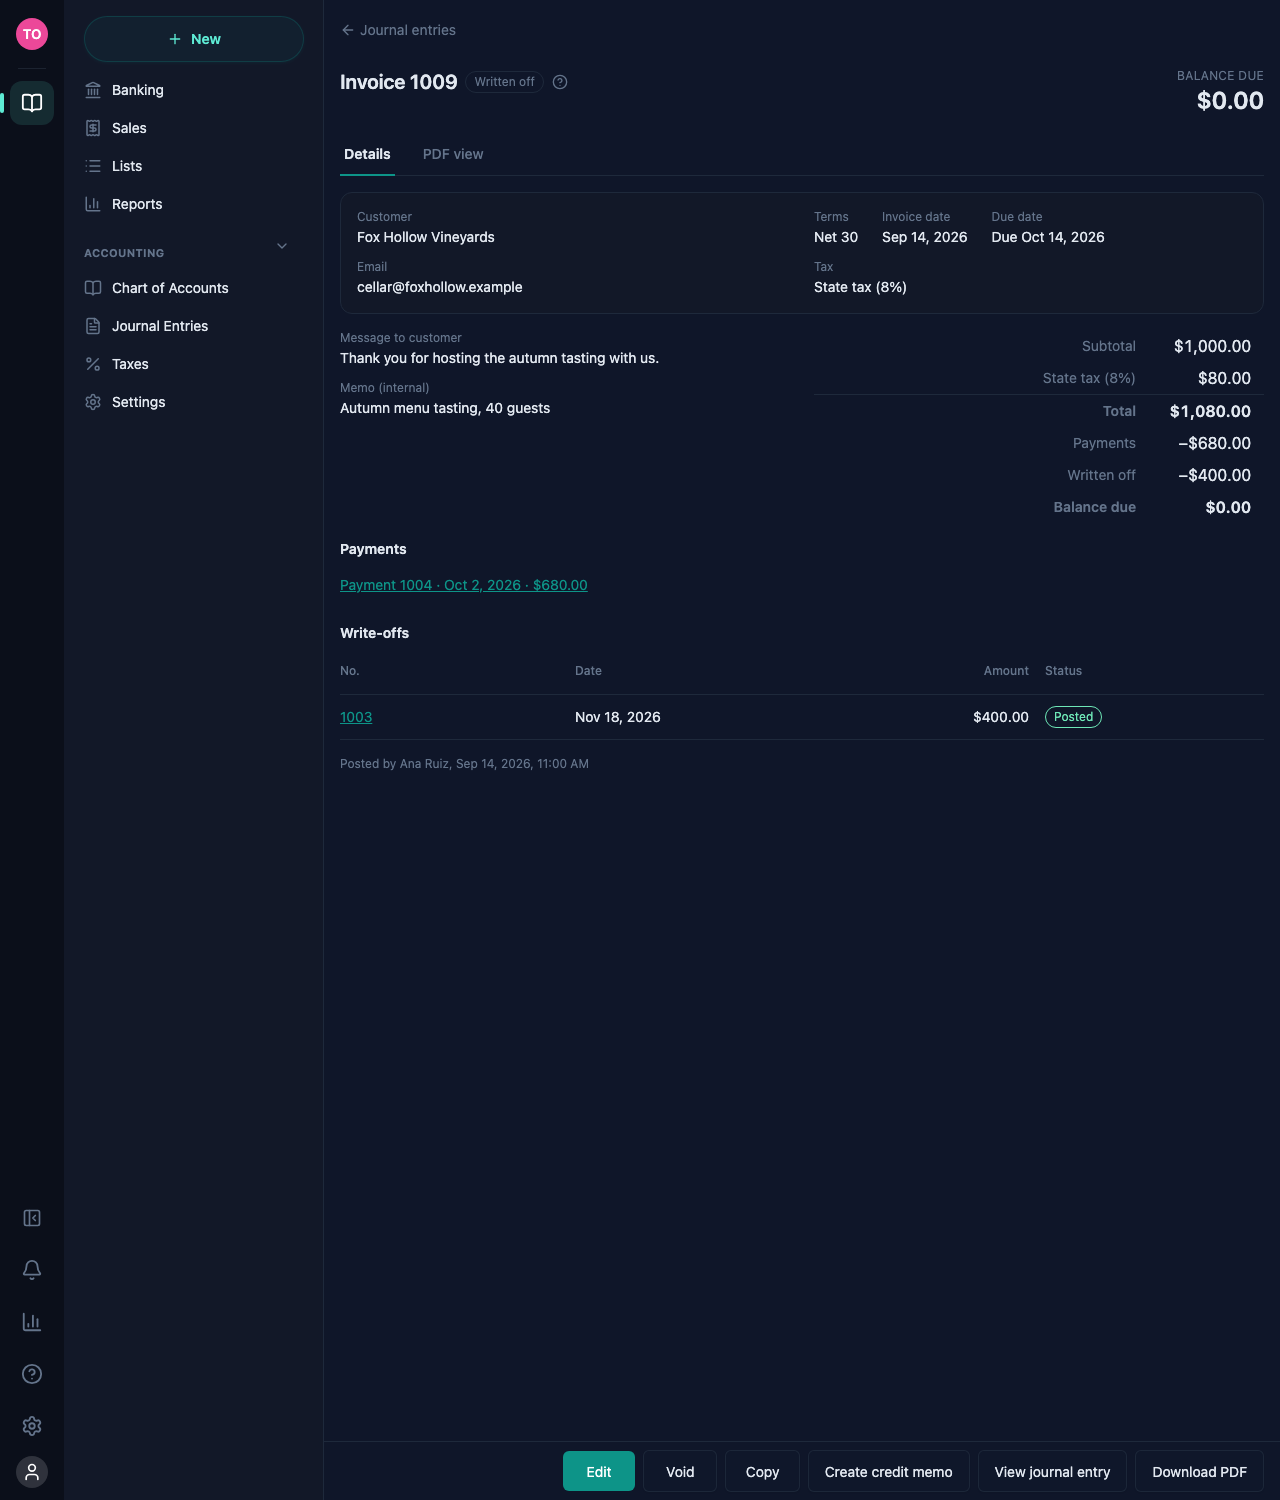 TO
New
Banking
Sales
Lists
Reports
ACCOUNTING
Chart of Accounts
Journal Entries
Taxes
Settings
Journal entries
Invoice 1009 Written off
BALANCE DUE
$0.00
Details PDF view
Customer
Fox Hollow Vineyards
Email
cellar@foxhollow.example
Terms Invoice date Due date
Net 30 Sep 14, 2026 Due Oct 14, 2026
Tax
State tax (8%)
Message to customer
Thank you for hosting the autumn tasting with us.
Memo (internal)
Autumn menu tasting, 40 guests
Subtotal $1,000.00
State tax (8%) $80.00
Total $1,080.00
Payments –$680.00
Written off –$400.00
Balance due $0.00
Payments
Payment 1004 · Oct 2, 2026 · $680.00
Write-offs
No. Date Amount Status
1003 Nov 18, 2026 $400.00 Posted
Posted by Ana Ruiz, Sep 14, 2026, 11:00 AM
Edit Void Copy Create credit memo View journal entry Download PDF